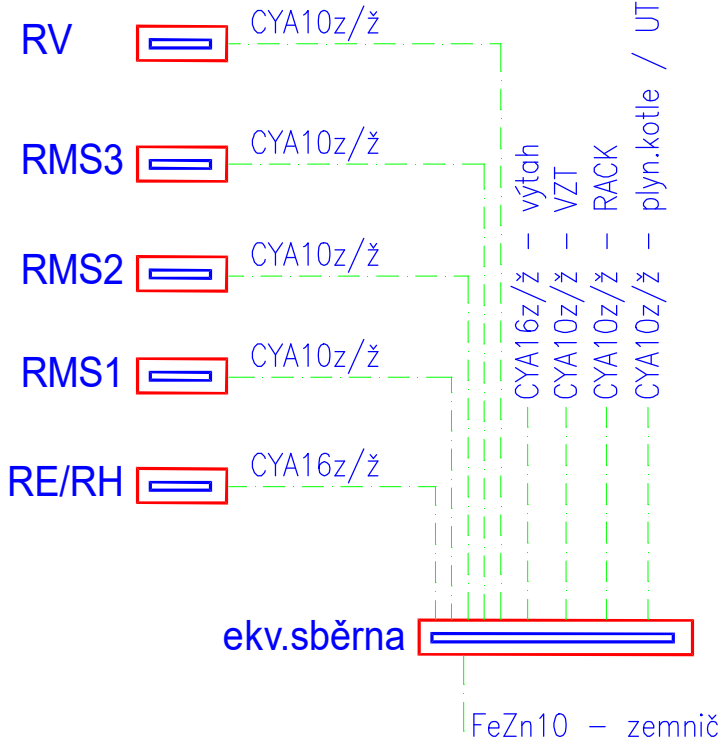 RV
CYA10z/ž
RMS3
CYA10z/ž
RMS2
CYA10z/ž
RMS1
CYA10z/ž
RE/RH
CYA16z/ž
CYA16z/ž – výtah
CYA10z/ž – VZT
CYA10z/ž – RACK
CYA10z/ž – plyn.kotle / UT
ekv.sběrna
FeZn10 – zemnič